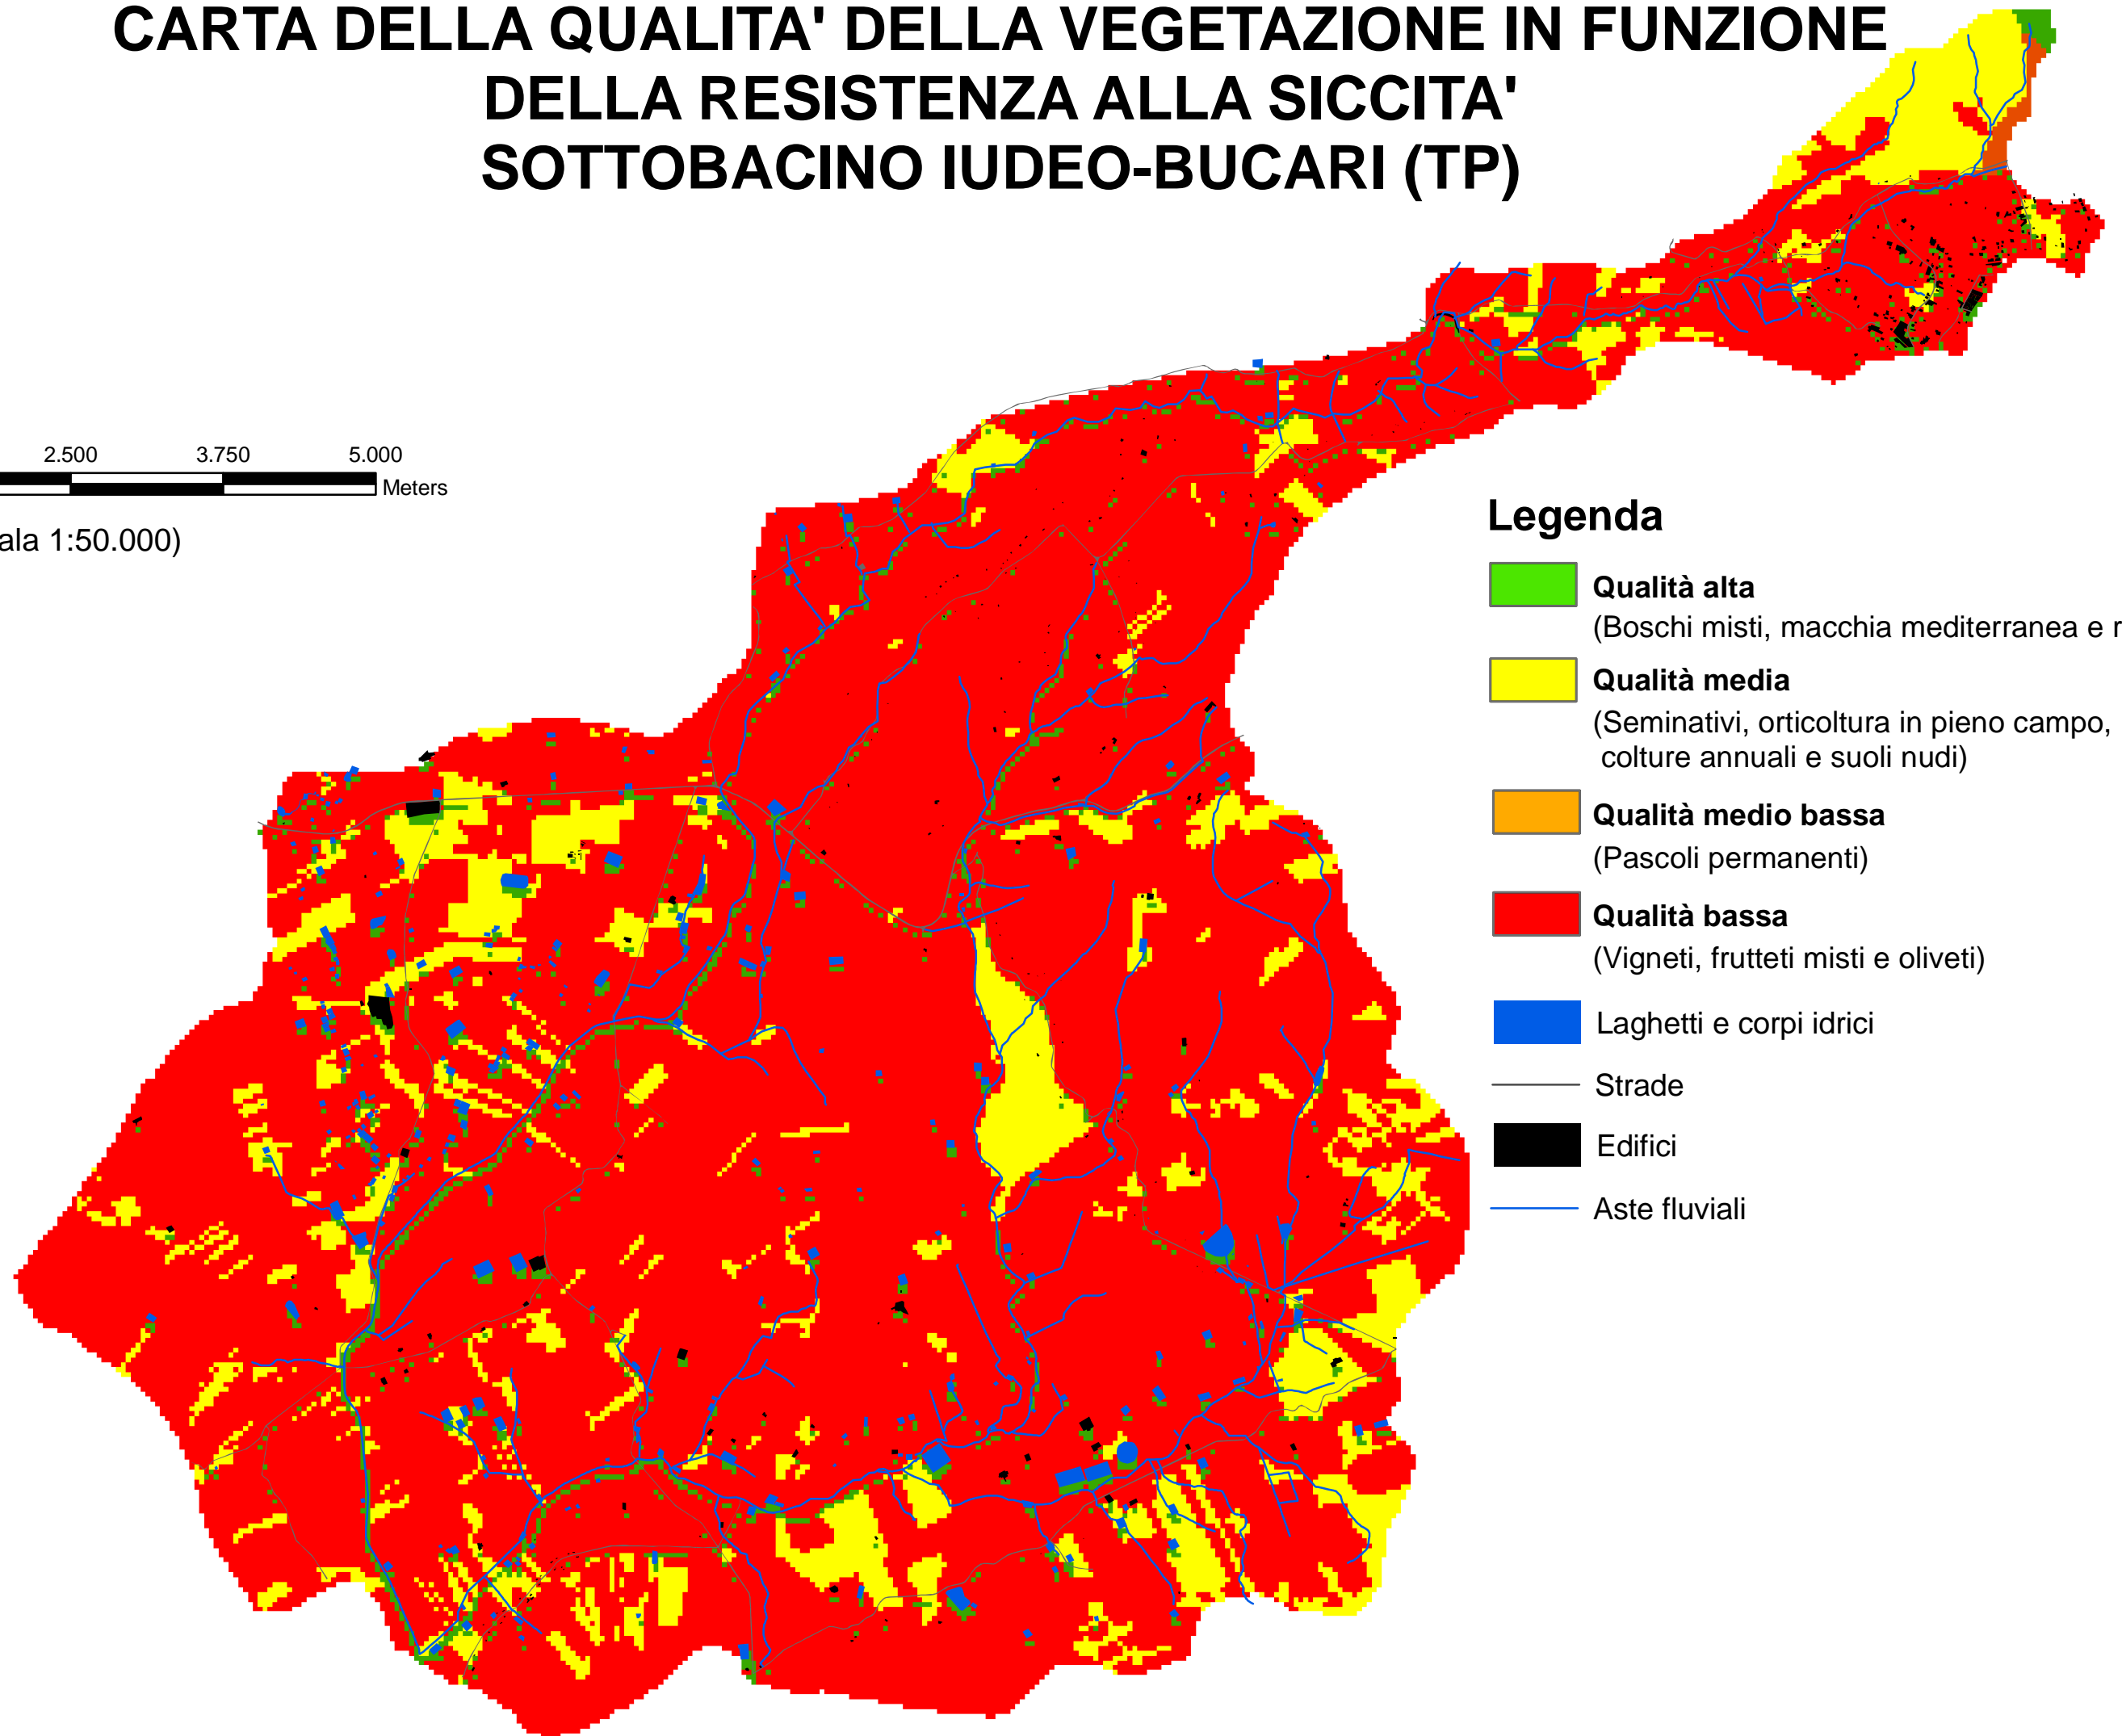 CARTA DELLA QUALITA' DELLA VEGETAZIONE IN FUNZIONE
DELLA RESISTENZA ALLA SICCITA'
SOTTOBACINO IUDEO-BUCARI (TP)
2.500 3.750 5.000
Meters
ala 1:50.000)
Legenda
Qualità alta
(Boschi misti, macchia mediterranea e r
Qualità media
(Seminativi, orticoltura in pieno campo,
colture annuali e suoli nudi)
Qualità medio bassa
(Pascoli permanenti)
Qualità bassa
(Vigneti, frutteti misti e oliveti)
Laghetti e corpi idrici
Strade
Edifici
Aste fluviali